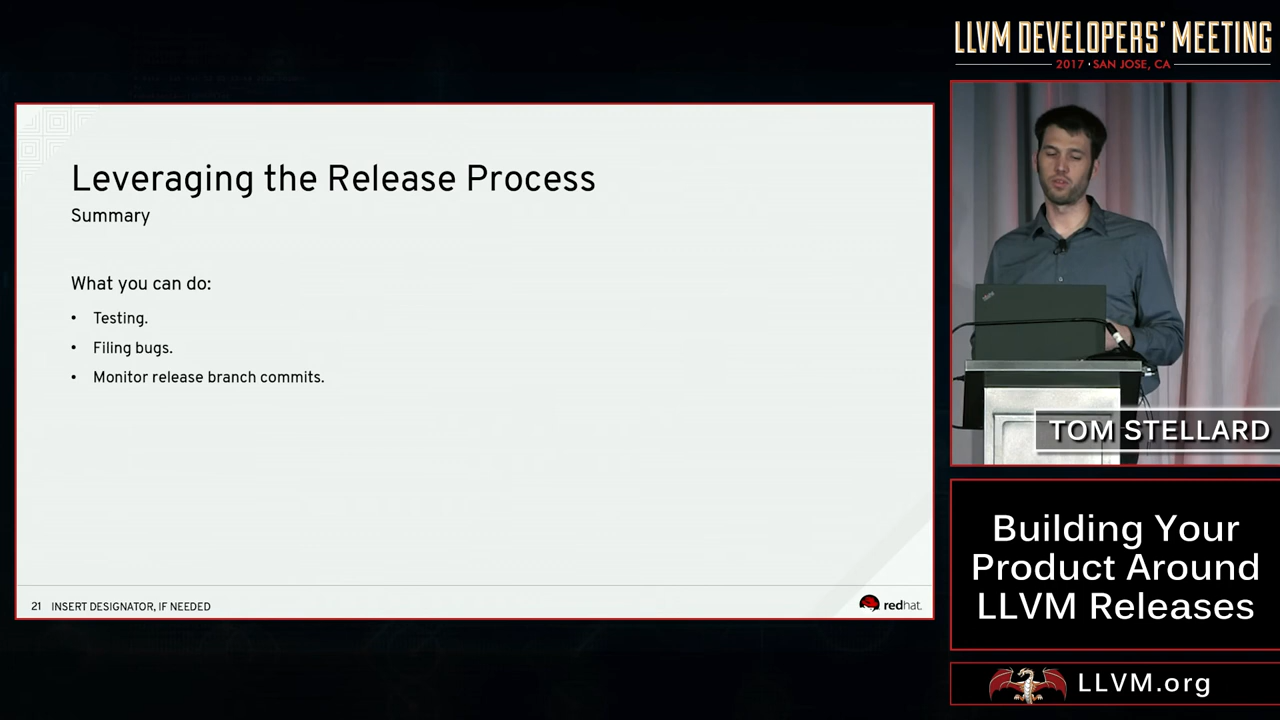 LLVM DEVELOPERS' MEETING
2017 · SAN JOSE, CA
Leveraging the Release Process
Summary
What you can do:
• Testing.
• Filing bugs.
• Monitor release branch commits.
21 INSERT DESIGNATOR, IF NEEDED
redhat.
TOM STELLARD
Building Your
Product Around
LLVM Releases
LLVM.org